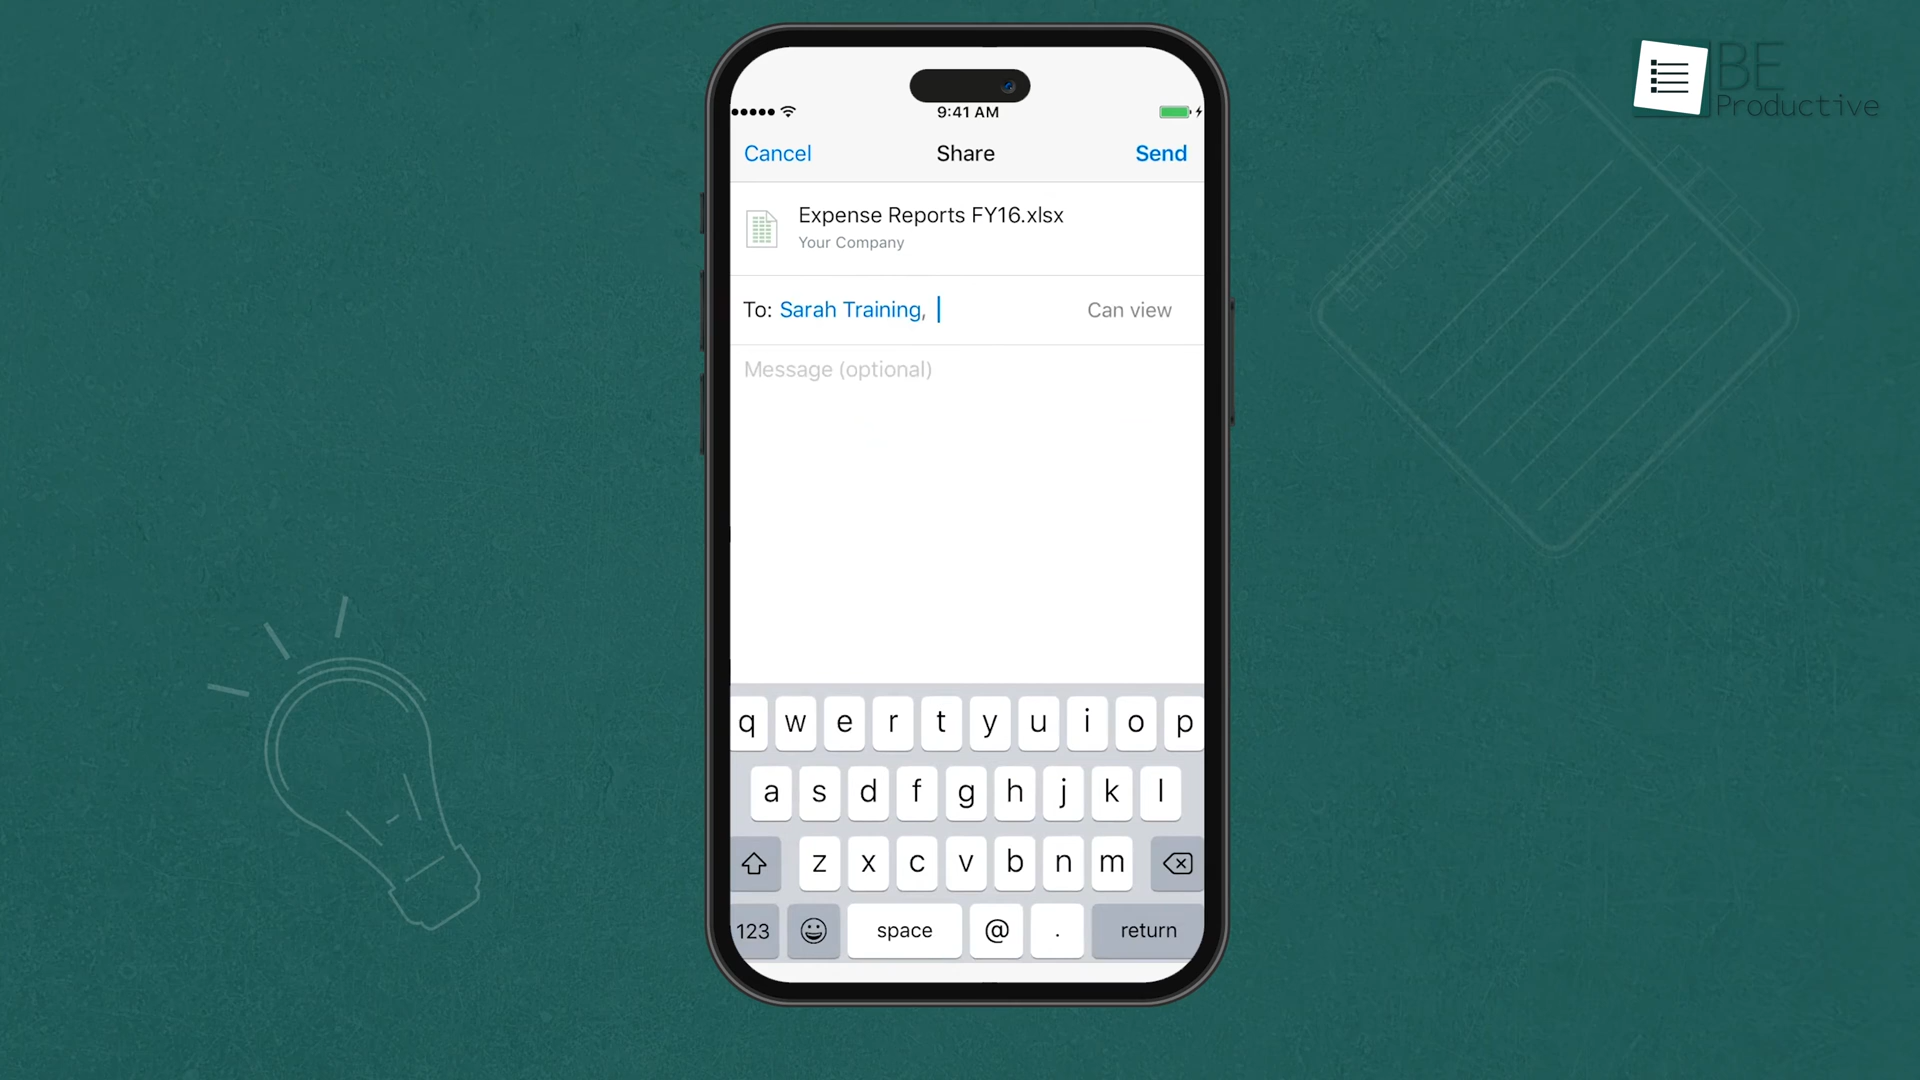 BE
Productive
9:41 AM
Cancel Share Send
Expense Reports FY16.xlsx
Your Company
To: Sarah Training, Can view
Message (optional)
q w e r t y u i o p
a s d f g h j k l
z x c v b n m
123 space @ . return